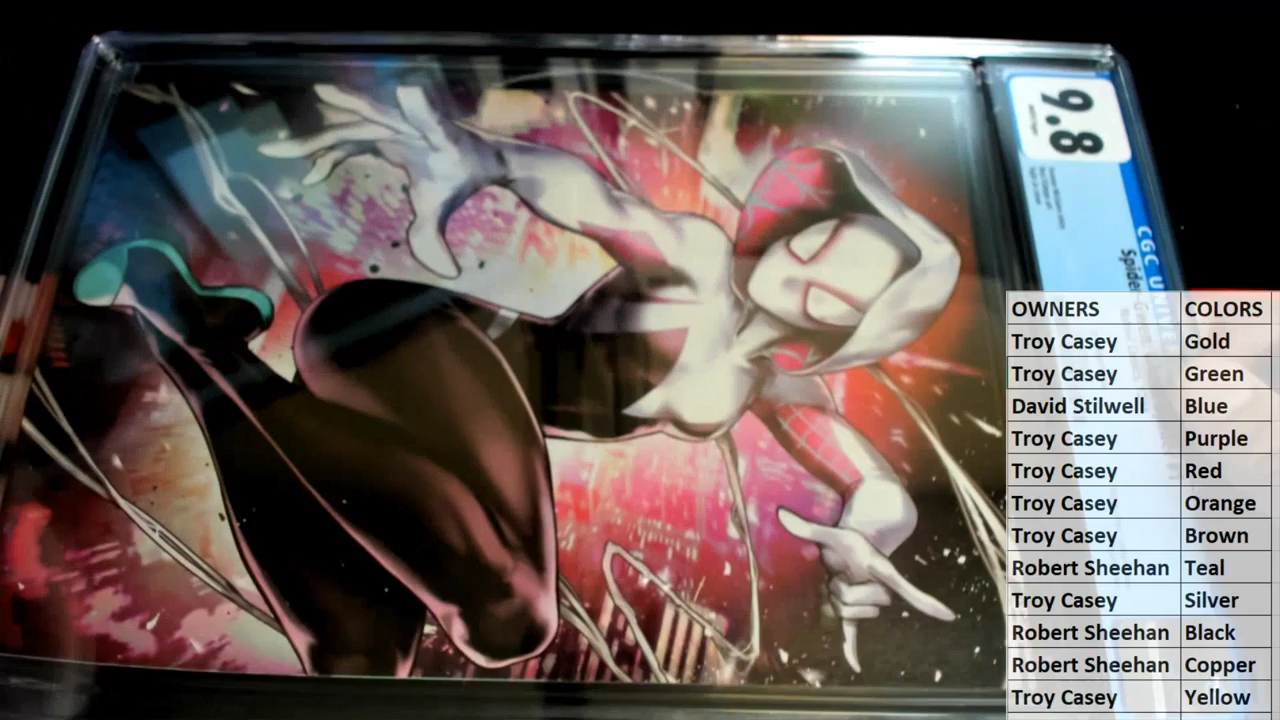 9.8
CGC UNIVE
Spider-G
OWNERS COLORS
Troy Casey Gold
Troy Casey Green
David Stilwell Blue
Troy Casey Purple
Troy Casey Red
Troy Casey Orange
Troy Casey Brown
Robert Sheehan Teal
Troy Casey Silver
Robert Sheehan Black
Robert Sheehan Copper
Troy Casey Yellow